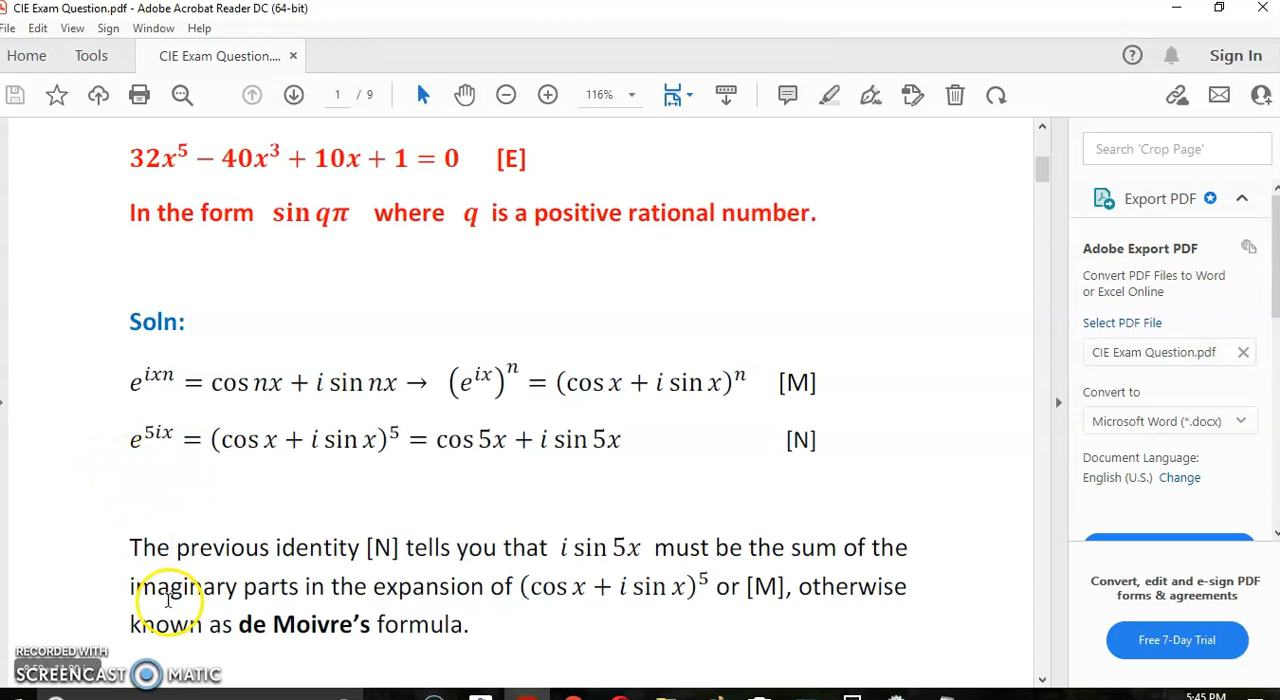 CIE Exam Question.pdf - Adobe Acrobat Reader DC (64-bit)
File Edit View Sign Window Help
Home Tools CIE Exam Question.... × Sign In
1 / 9 116%
32x⁵ − 40x³ + 10x + 1 = 0 [E]
In the form sin qπ where q is a positive rational number.
Soln:
e^{ixn} = cos nx + i sin nx → (e^{ix})^n = (cos x + i sin x)^n [M]
e^{5ix} = (cos x + i sin x)^5 = cos 5x + i sin 5x [N]
The previous identity [N] tells you that i sin 5x must be the sum of the
imaginary parts in the expansion of (cos x + i sin x)^5 or [M], otherwise
known as de Moivre's formula.
Search 'Crop Page'
Export PDF
Adobe Export PDF
Convert PDF Files to Word
or Excel Online
Select PDF File
CIE Exam Question.pdf
Convert to
Microsoft Word (*.docx)
Document Language:
English (U.S.) Change
Convert, edit and e-sign PDF
forms & agreements
Free 7-Day Trial
RECORDED WITH
SCREENCAST MATIC
5:45 PM